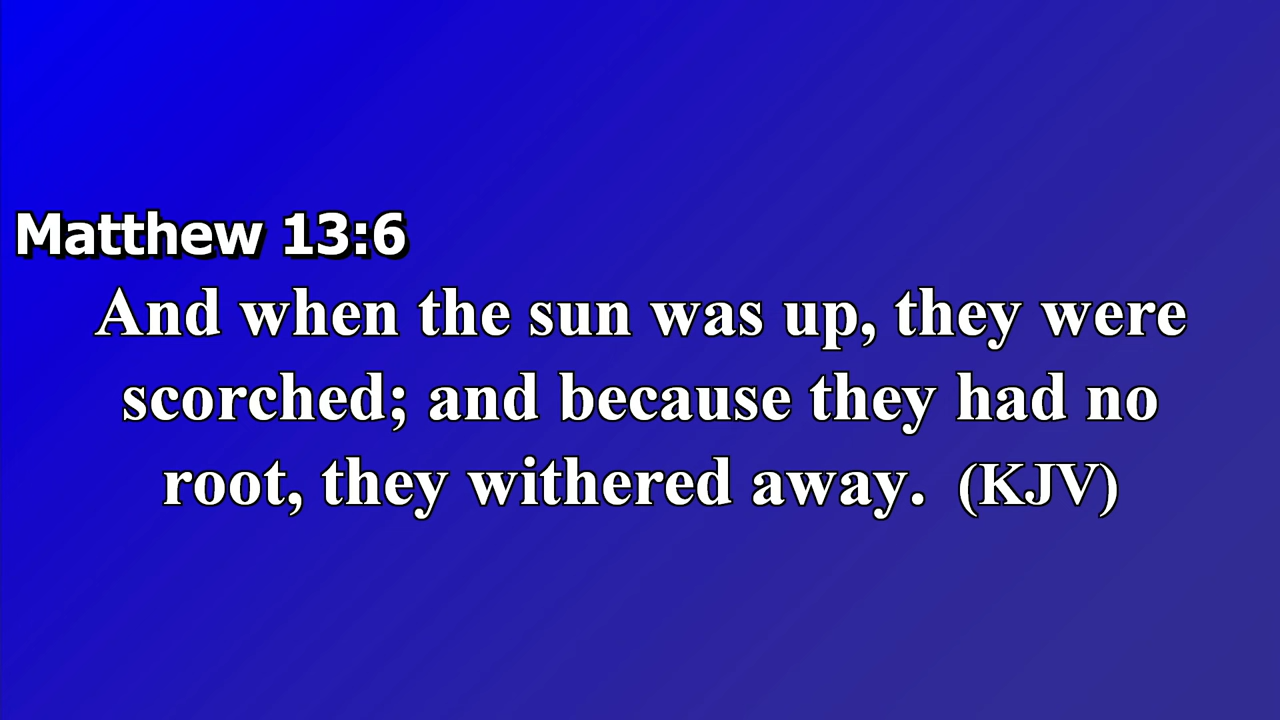 Matthew 13:6
And when the sun was up, they were
scorched; and because they had no
root, they withered away. (KJV)